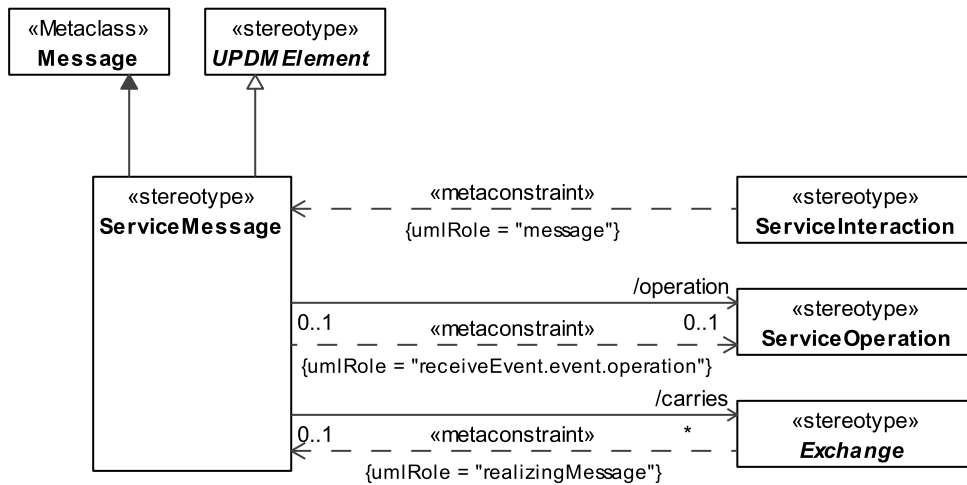 «Metaclass»
Message
«stereotype»
UPDMElement
«stereotype»
ServiceMessage
«metaconstraint»
{umlRole = "message"}
«stereotype»
ServiceInteraction
/operation
0..1
0..1
«metaconstraint»
{umlRole = "receiveEvent.event.operation"}
«stereotype»
ServiceOperation
/carries
0..1
*
«metaconstraint»
{umlRole = "realizingMessage"}
«stereotype»
Exchange